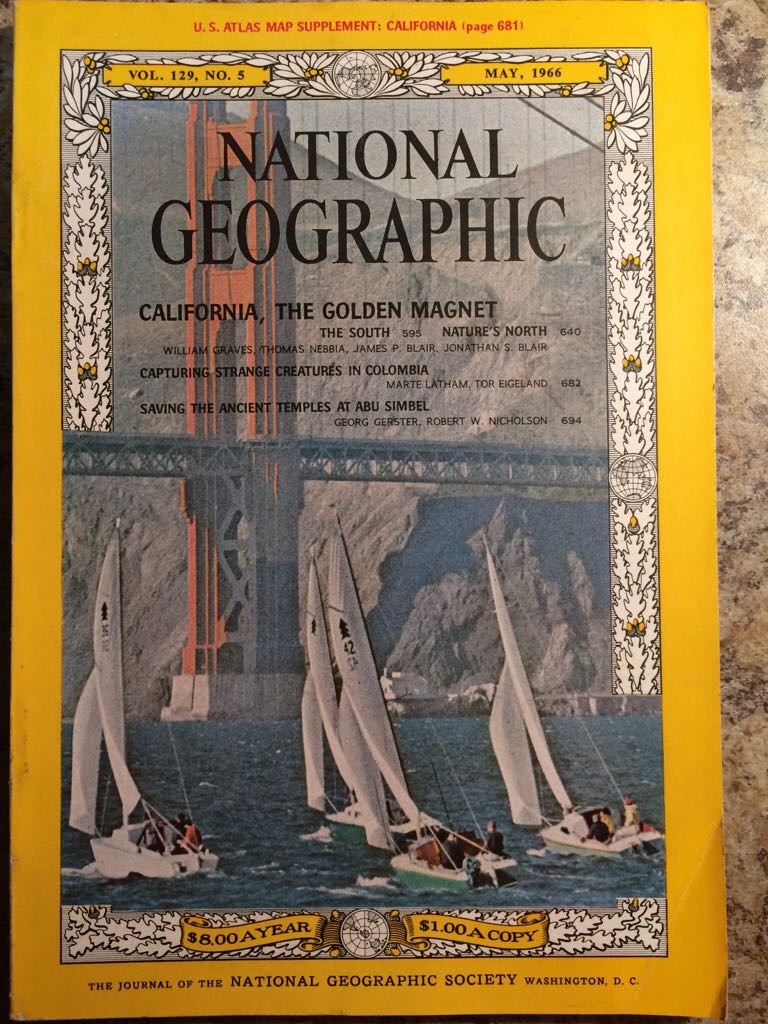 U. S. ATLAS MAP SUPPLEMENT: CALIFORNIA (page 681)
VOL. 129, NO. 5
MAY, 1966
NATIONAL
GEOGRAPHIC
CALIFORNIA, THE GOLDEN MAGNET
THE SOUTH 595 NATURE'S NORTH 640
WILLIAM GRAVES, THOMAS NEBBIA, JAMES P. BLAIR, JONATHAN S. BLAIR
CAPTURING STRANGE CREATURES IN COLOMBIA
MARTE LATHAM, TOR EIGELAND 682
SAVING THE ANCIENT TEMPLES AT ABU SIMBEL
GEORG GERSTER, ROBERT W. NICHOLSON 694
42
$8.00 A YEAR
$1.00 A COPY
THE JOURNAL OF THE NATIONAL GEOGRAPHIC SOCIETY WASHINGTON, D. C.